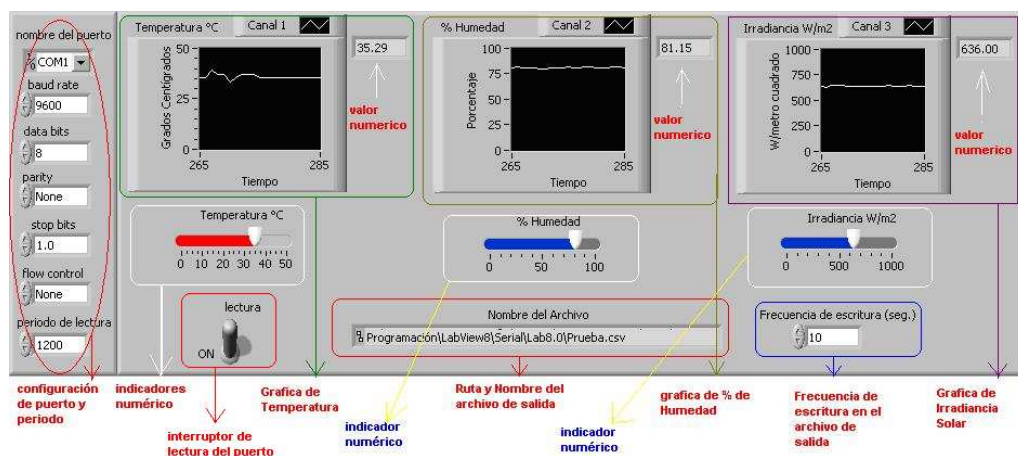 nombre del puerto
COM1
baud rate
9600
data bits
8
parity
None
stop bits
1.0
flow control
None
periodo de lectura
1200
Temperatura °C
Canal 1
35.29
Grados Centígrados
50
25
0
265
285
Tiempo
valor
numerico
% Humedad
Canal 2
81.15
Porcentaje
100
75
50
25
0
265
285
Tiempo
valor
numerico
Irradiancia W/m2
Canal 3
636.00
W/metro cuadrado
1000
750
500
250
0
265
285
Tiempo
valor
numerico
Temperatura °C
0 10 20 30 40 50
% Humedad
0 50 100
Irradiancia W/m2
0 500 1000
lectura
ON
Nombre del Archivo
Programación\LabView8\Serial\Lab8.0\Prueba.csv
Frecuencia de escritura (seg.)
10
configuración
de puerto y
periodo
indicadores
numérico
interruptor de
lectura del puerto
Grafica de
Temperatura
indicador
numérico
Ruta y Nombre del
archivo de salida
indicador
numérico
grafica de % de
Humedad
Frecuencia de
escritura en el
archivo de
salida
Grafica de
Irradiancia
Solar